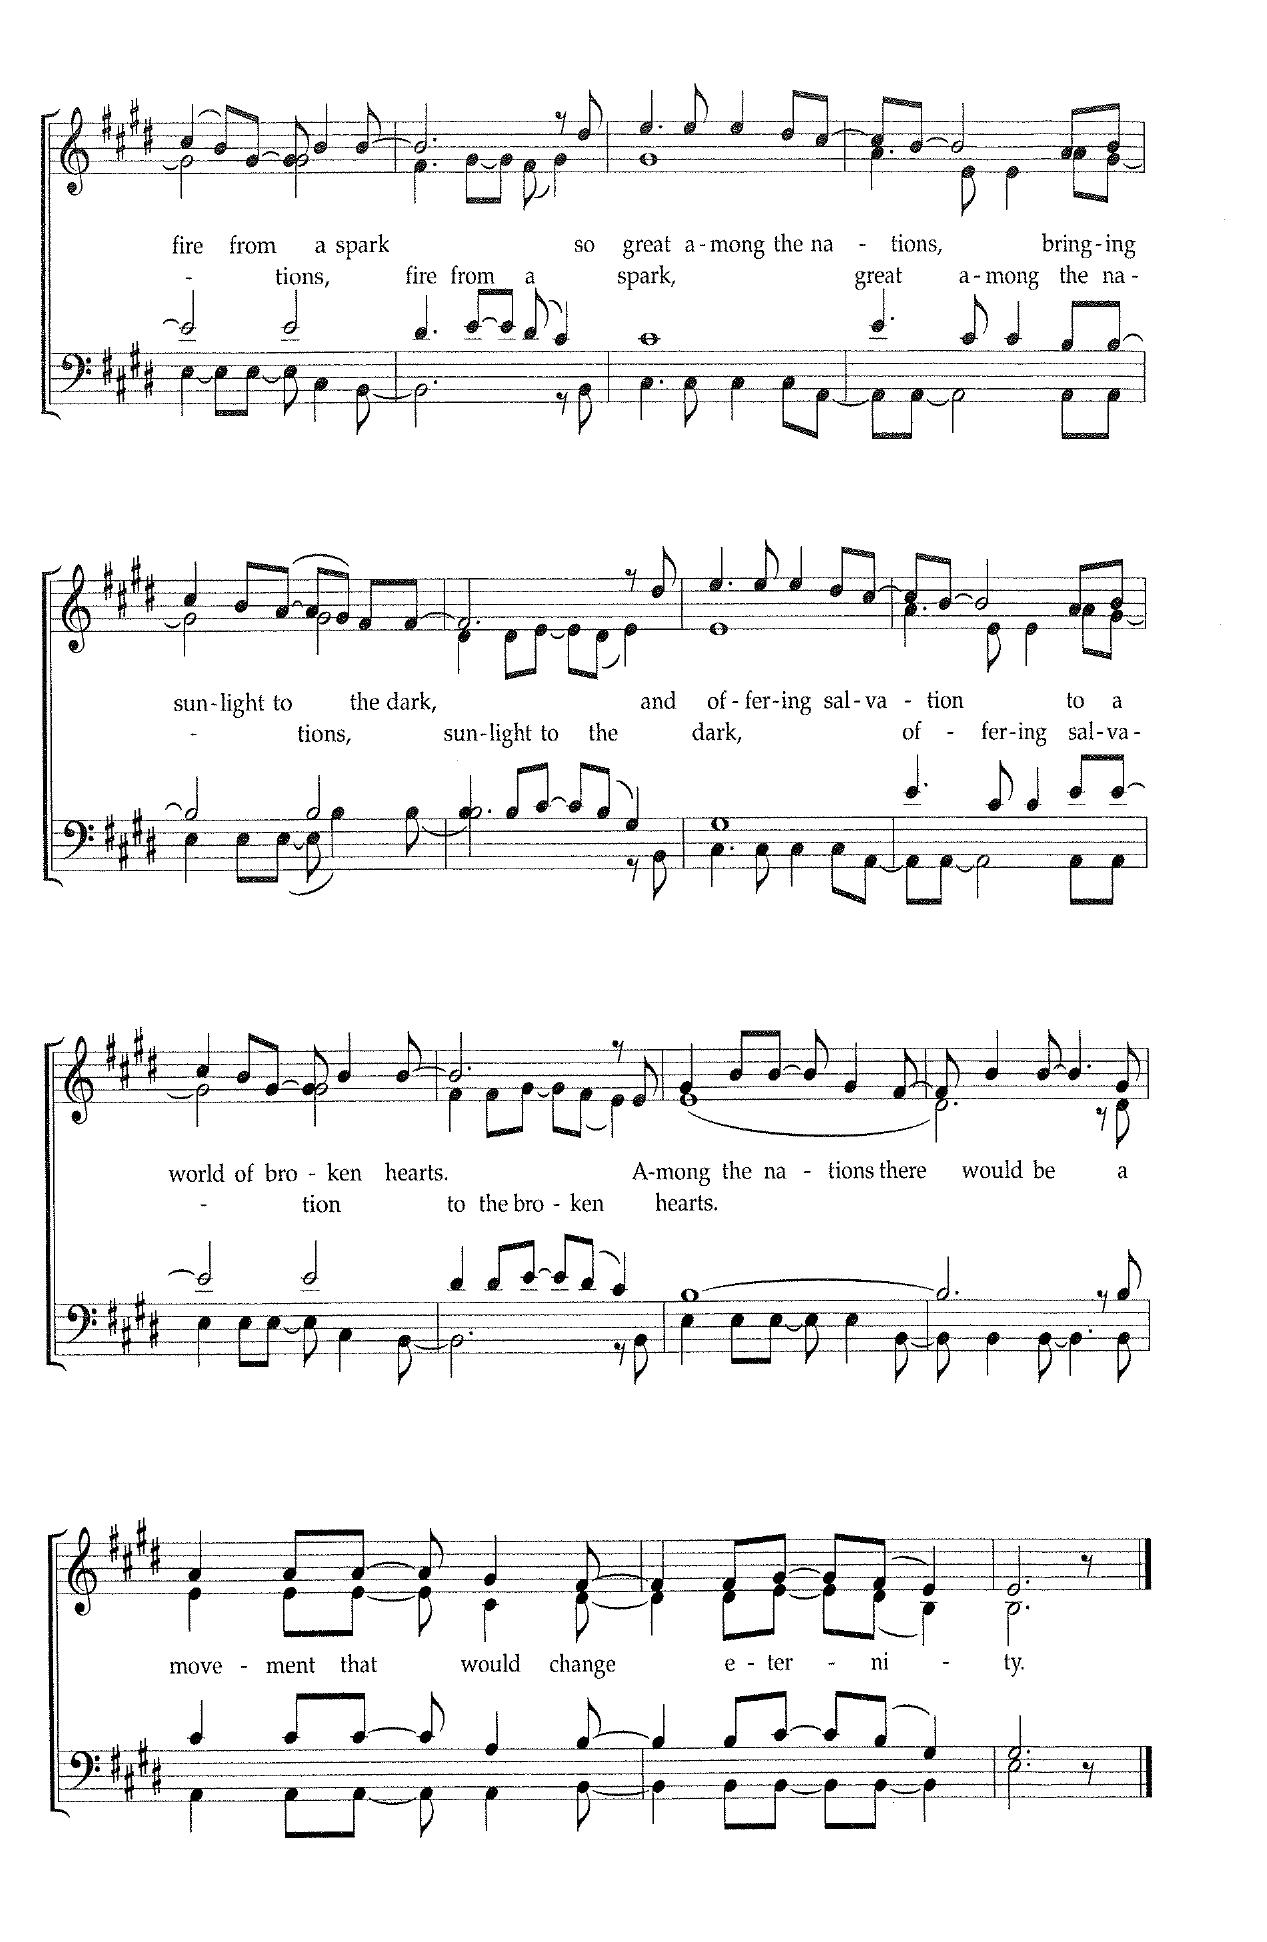 fire from a spark so great a-mong the na - tions, bring-ing
- tions, fire from a spark, great a-mong the na-
sun-light to the dark, and of-fer-ing sal-va - tion to a
- tions, sun-light to the dark, of - fer-ing sal-va-
world of bro - ken hearts. A-mong the na - tions there would be a
- tion to the bro - ken hearts.
move - ment that would change e - ter - ni - ty.